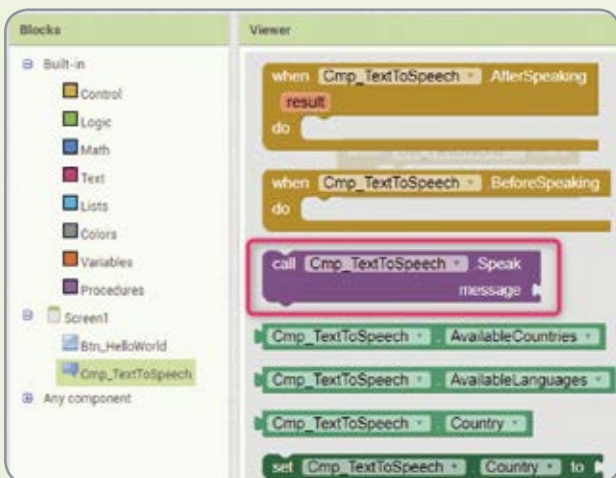 Blocks
Built-in
Control
Logic
Math
Text
Lists
Colors
Variables
Procedures
Screen1
Btn_HelloWorld
Cmp_TextToSpeech
Any component
Viewer
when Cmp_TextToSpeech .AfterSpeaking
result
do
when Cmp_TextToSpeech .BeforeSpeaking
do
call Cmp_TextToSpeech .Speak
message
Cmp_TextToSpeech . AvailableCountries
Cmp_TextToSpeech . AvailableLanguages
Cmp_TextToSpeech . Country
set Cmp_TextToSpeech . Country to